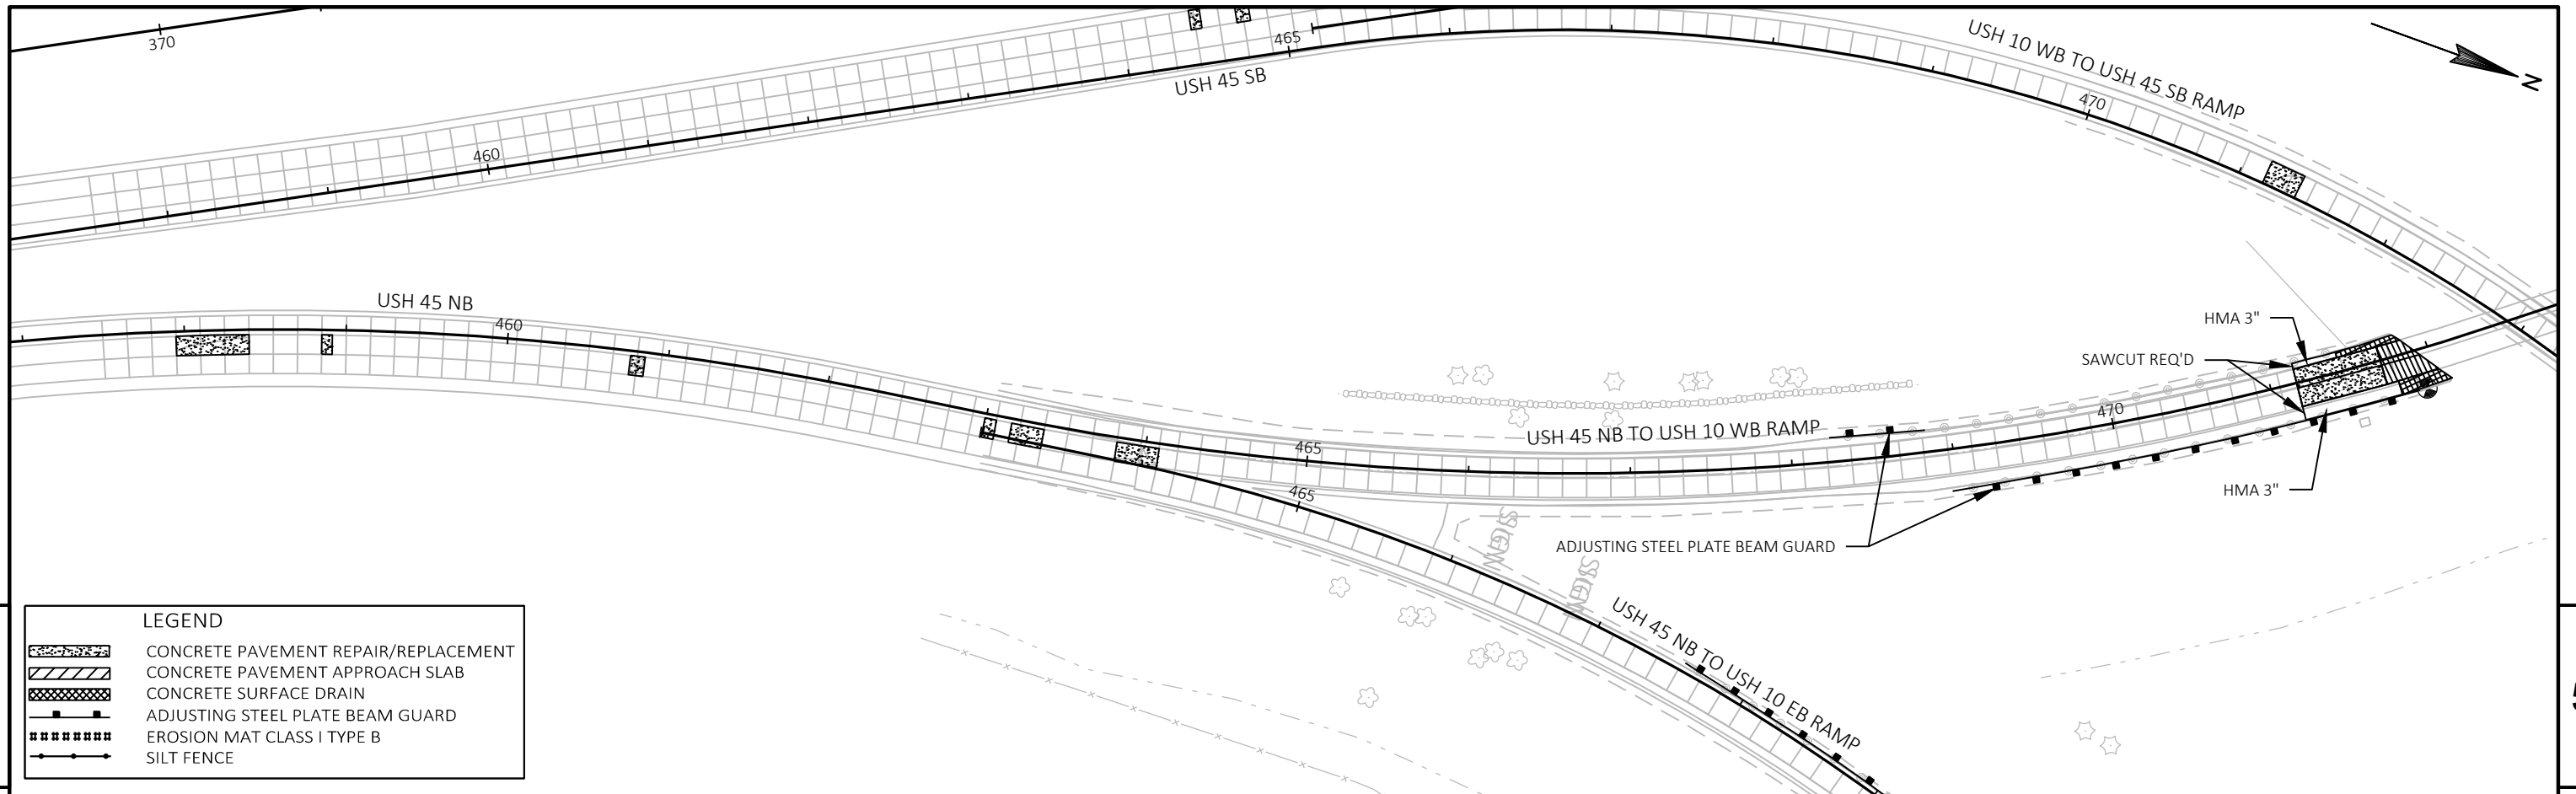 370
465
USH 45 SB
USH 10 WB TO USH 45 SB RAMP
N
470
460
USH 45 NB
460
HMA 3"
SAWCUT REQ'D
470
USH 45 NB TO USH 10 WB RAMP
465
465
HMA 3"
ADJUSTING STEEL PLATE BEAM GUARD
USH 45 NB TO USH 10 EB RAMP
LEGEND
CONCRETE PAVEMENT REPAIR/REPLACEMENT
CONCRETE PAVEMENT APPROACH SLAB
CONCRETE SURFACE DRAIN
ADJUSTING STEEL PLATE BEAM GUARD
EROSION MAT CLASS I TYPE B
SILT FENCE